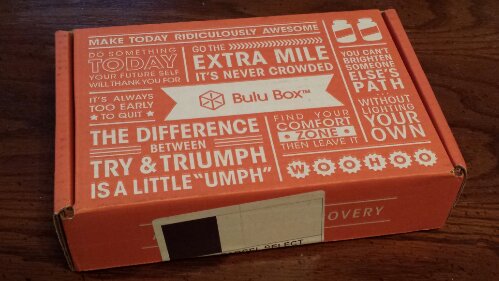 MAKE TODAY RIDICULOUSLY AWESOME
DO SOMETHING
TODAY
YOUR FUTURE SELF
WILL THANK YOU FOR
GO THE
EXTRA MILE
IT'S NEVER CROWDED
YOU CAN'T
BRIGHTEN
SOMEONE
ELSE'S
PATH
WITHOUT
LIGHTING
YOUR
OWN
IT'S ALWAYS
TOO EARLY
TO QUIT
Bulu Box™
THE DIFFERENCE
BETWEEN
TRY & TRIUMPH
IS A LITTLE "UMPH"
FIND YOUR
COMFORT
ZONE
THEN LEAVE IT
WOOHOO
OVERY
SELECT